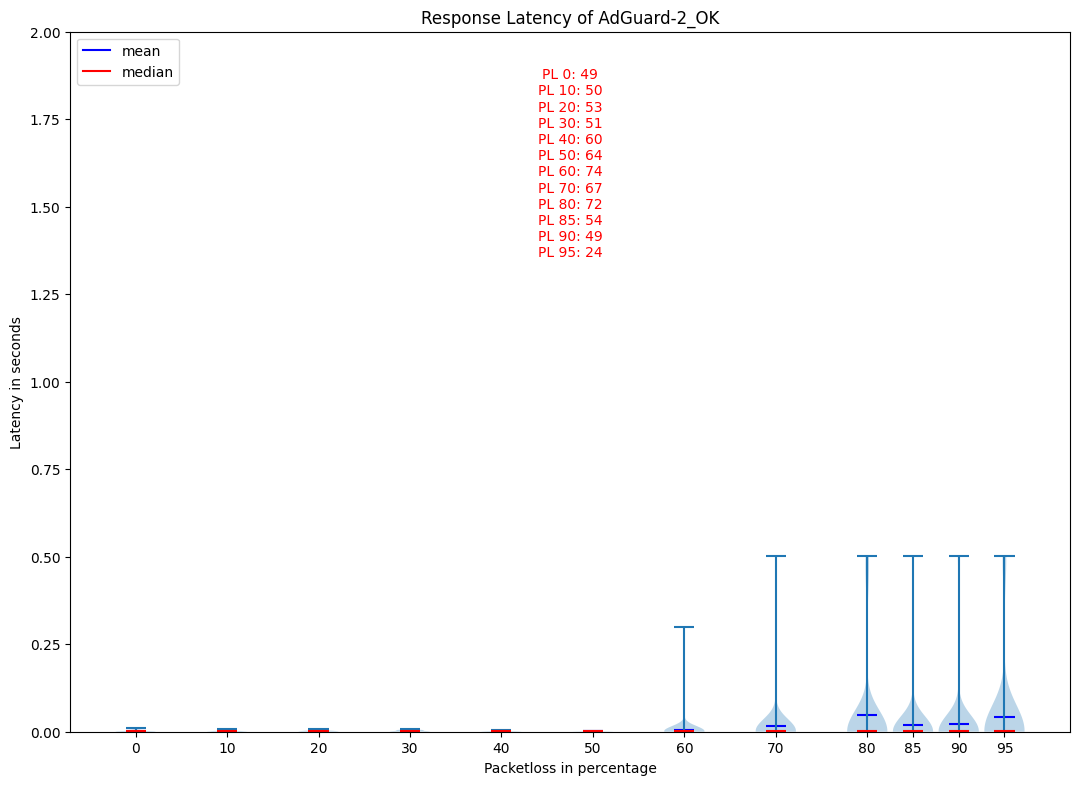 Response Latency of AdGuard-2_OK
mean
median
PL 0: 49
PL 10: 50
PL 20: 53
PL 30: 51
PL 40: 60
PL 50: 64
PL 60: 74
PL 70: 67
PL 80: 72
PL 85: 54
PL 90: 49
PL 95: 24
Latency in seconds
2.00
1.75
1.50
1.25
1.00
0.75
0.50
0.25
0.00
0 10 20 30 40 50 60 70 80 85 90 95
Packetloss in percentage